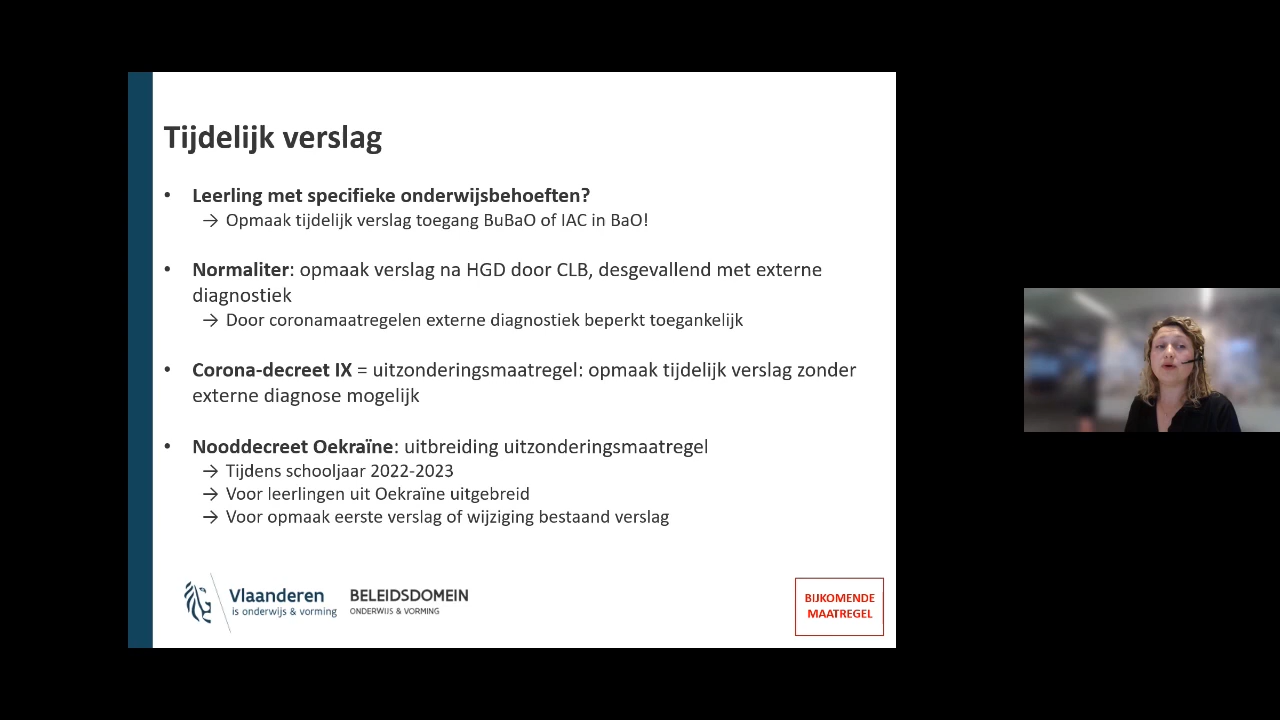 Tijdelijk verslag
• Leerling met specifieke onderwijsbehoeften?
→ Opmaak tijdelijk verslag toegang BuBaO of IAC in BaO!
• Normaliter: opmaak verslag na HGD door CLB, desgevallend met externe
diagnostiek
→ Door coronamaatregelen externe diagnostiek beperkt toegankelijk
• Corona-decreet IX = uitzonderingsmaatregel: opmaak tijdelijk verslag zonder
externe diagnose mogelijk
• Nooddecreet Oekraïne: uitbreiding uitzonderingsmaatregel
→ Tijdens schooljaar 2022-2023
→ Voor leerlingen uit Oekraïne uitgebreid
→ Voor opmaak eerste verslag of wijziging bestaand verslag
Vlaanderen
is onderwijs & vorming
BELEIDSDOMEIN
ONDERWIJS & VORMING
BIJKOMENDE
MAATREGEL